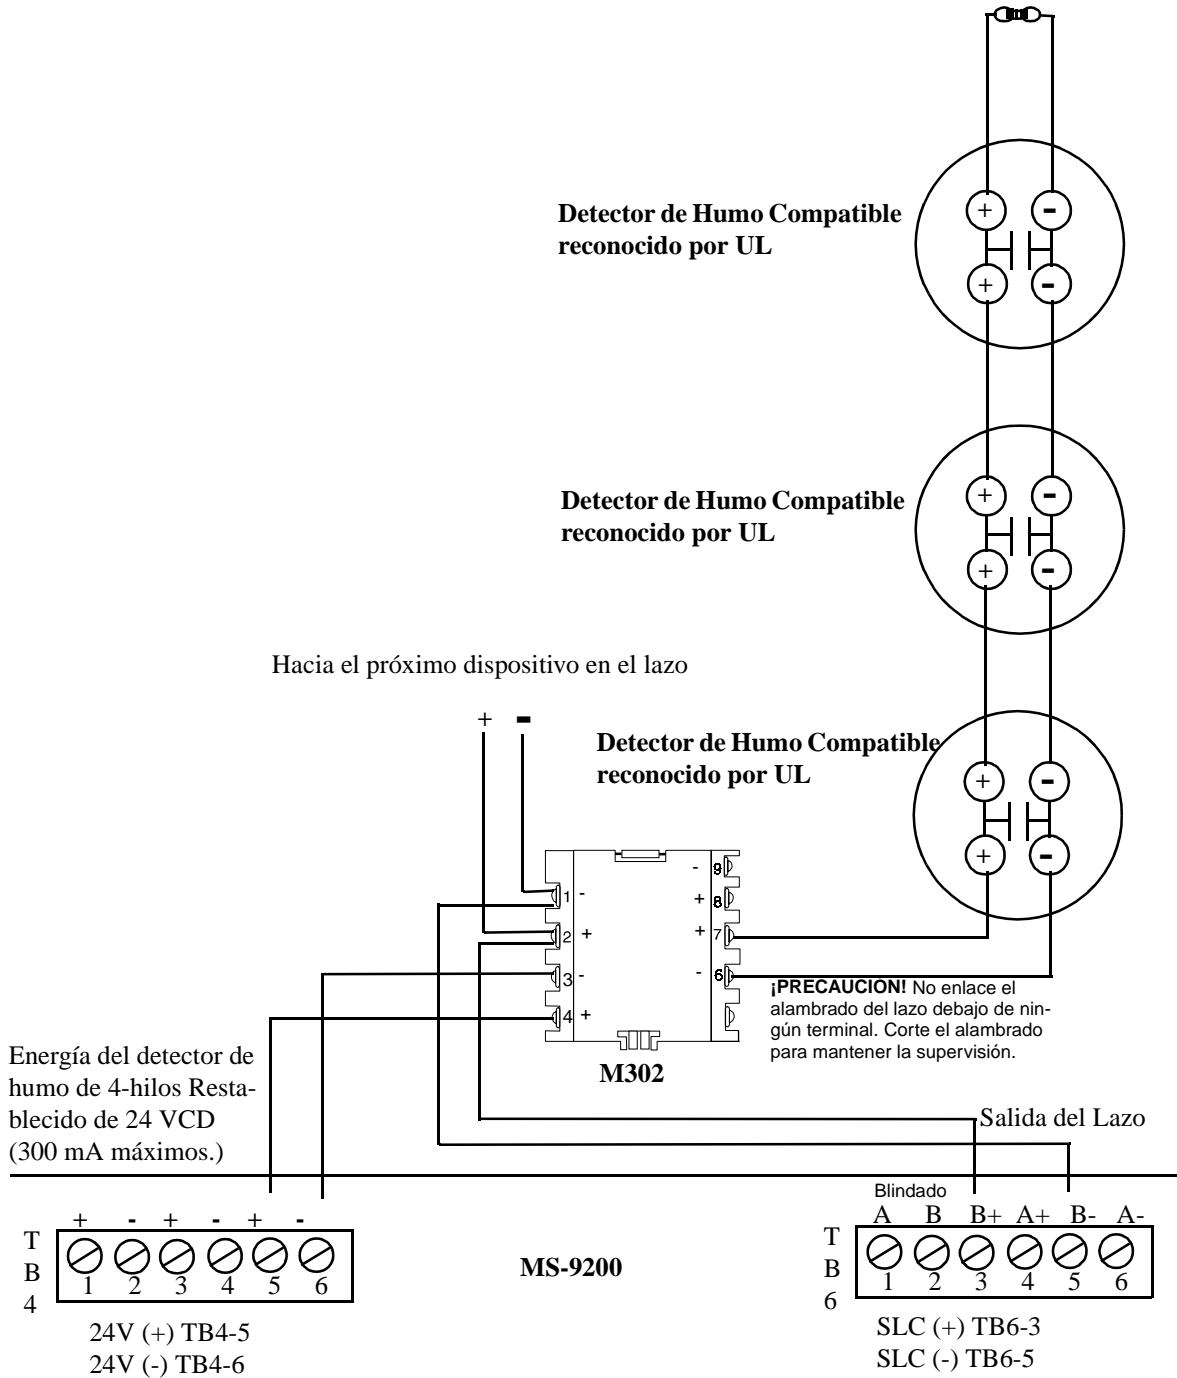 Detector de Humo Compatible
reconocido por UL
+ -
+ -
Detector de Humo Compatible
reconocido por UL
+ -
+ -
Hacia el próximo dispositivo en el lazo
+ -
Detector de Humo Compatible
reconocido por UL
+ -
+ -
- 9
1 -
+ 8
2 +
+ 7
3 -
- 6
4 +
M302
¡PRECAUCIÓN! No enlace el
alambrado del lazo debajo de nin-
gún terminal. Corte el alambrado
para mantener la supervisión.
Energía del detector de
humo de 4-hilos Resta-
blecido de 24 VCD
(300 mA máximos.)
Salida del Lazo
+ - + - + -
T
B
4
1 2 3 4 5 6
24V (+) TB4-5
24V (-) TB4-6
MS-9200
Blindado
A B B+ A+ B- A-
T
B
6
1 2 3 4 5 6
SLC (+) TB6-3
SLC (-) TB6-5